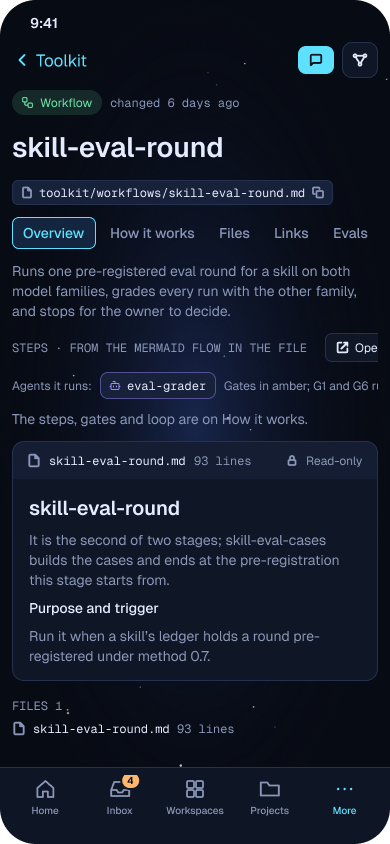 9:41
Toolkit
Workflow changed 6 days ago
skill-eval-round
toolkit/workflows/skill-eval-round.md
Overview How it works Files Links Evals
Runs one pre-registered eval round for a skill on both
model families, grades every run with the other family,
and stops for the owner to decide.
STEPS · FROM THE MERMAID FLOW IN THE FILE Ope
Agents it runs: eval-grader Gates in amber; G1 and G6 ru
The steps, gates and loop are on How it works.
skill-eval-round.md 93 lines Read-only
skill-eval-round
It is the second of two stages; skill-eval-cases
builds the cases and ends at the pre-registration
this stage starts from.
Purpose and trigger
Run it when a skill's ledger holds a round pre-
registered under method 0.7.
FILES 1
skill-eval-round.md 93 lines
4
Home Inbox Workspaces Projects More